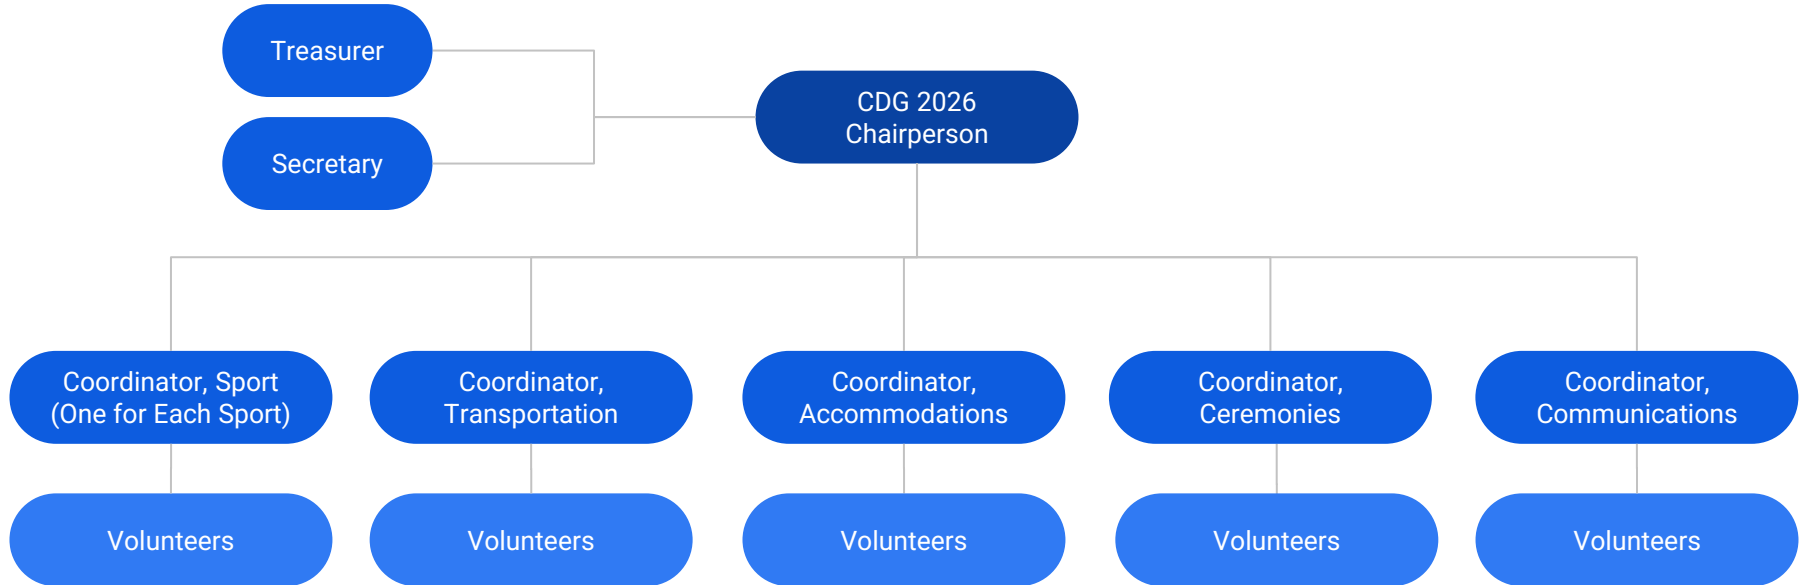 Treasurer
CDG 2026
Chairperson
Secretary
Coordinator, Sport
(One for Each Sport)
Coordinator,
Transportation
Coordinator,
Accommodations
Coordinator,
Ceremonies
Coordinator,
Communications
Volunteers
Volunteers
Volunteers
Volunteers
Volunteers